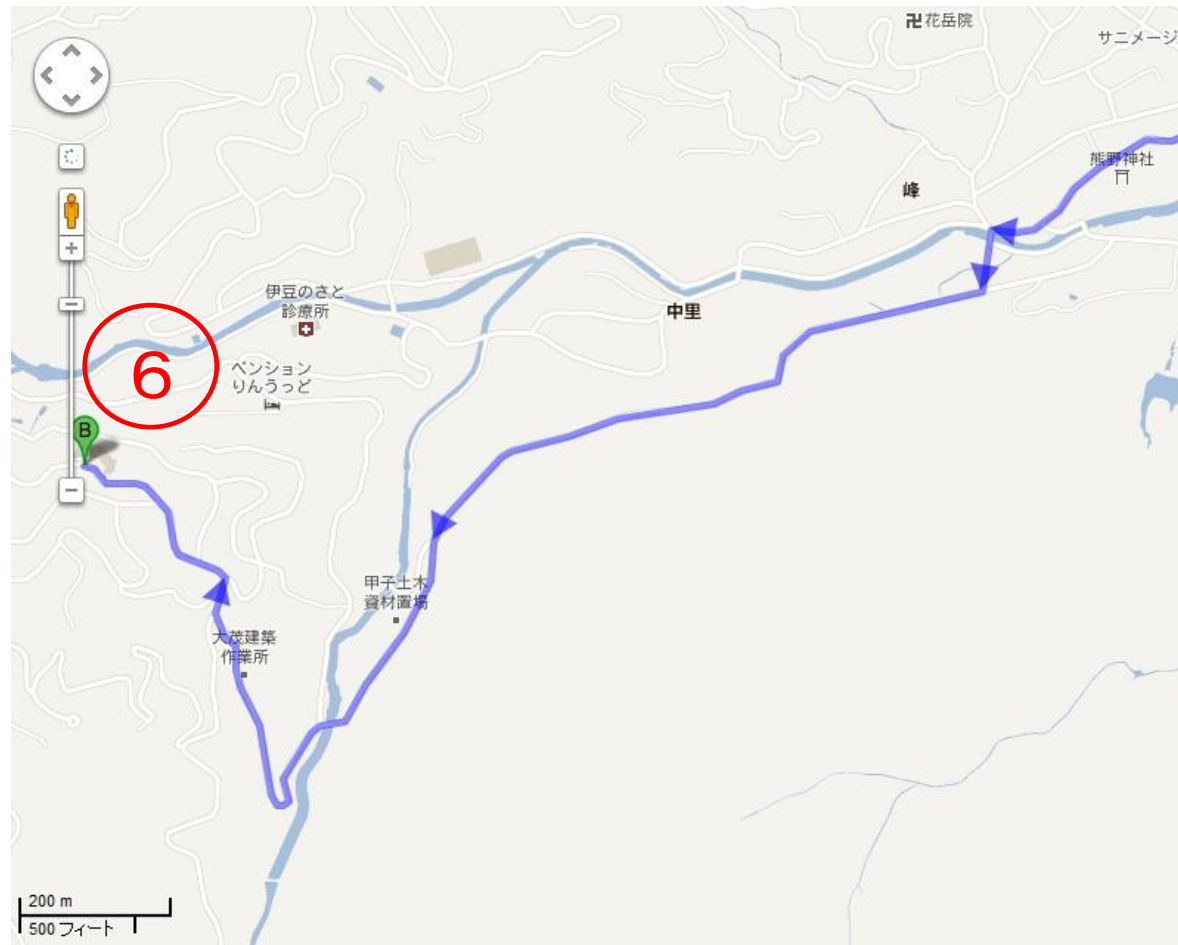 卍花岳院
サニメージ
熊野神社
峰
伊豆のさと
診療所
中里
6
ペンション
りんうっど
B
甲子土木
資材置場
大茂建築
作業所
200 m
500 フィート